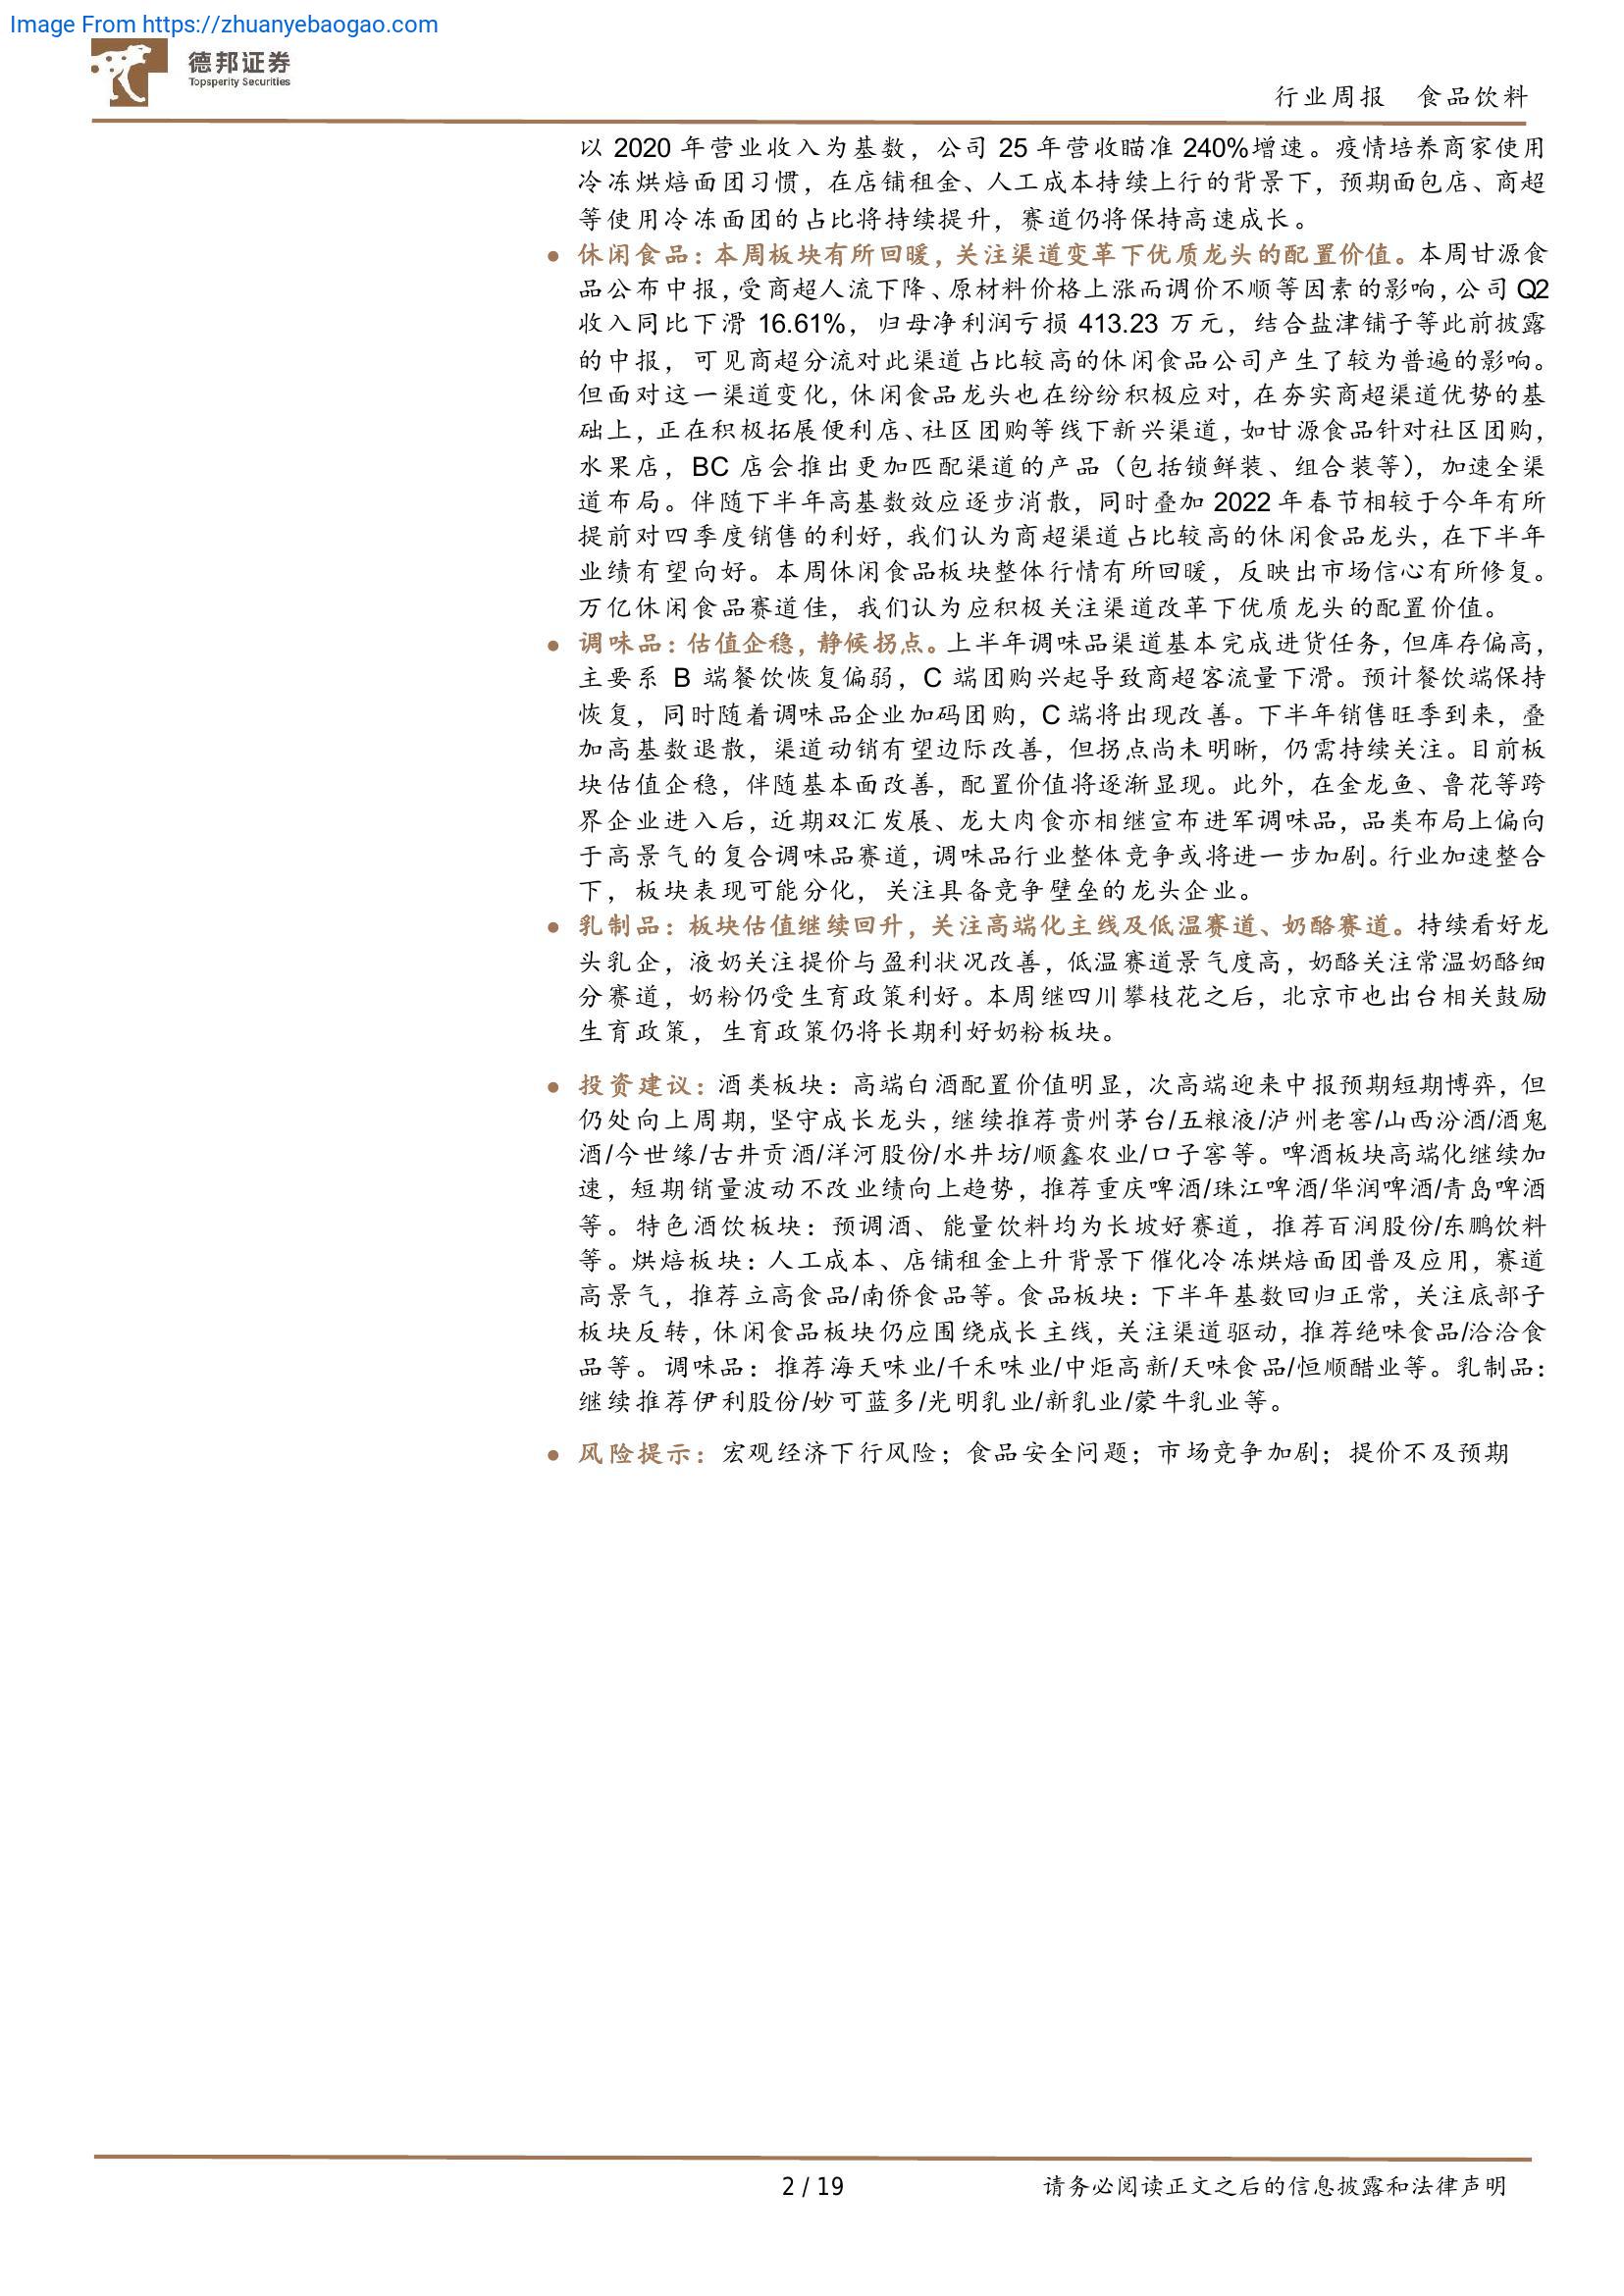 Image From https://zhuanyebaogao.com
德邦证券
Topsperity Securities
行业周报 食品饮料
以 2020 年营业收入为基数，公司 25 年营收瞄准 240%增速。疫情培养商家使用
冷冻烘焙面团习惯，在店铺租金、人工成本持续上行的背景下，预期面包店、商超
等使用冷冻面团的占比将持续提升，赛道仍将保持高速成长。
● 休闲食品：本周板块有所回暖，关注渠道变革下优质龙头的配置价值。本周甘源食
品公布中报，受商超人流下降、原材料价格上涨而调价不顺等因素的影响，公司 Q2
收入同比下滑 16.61%，归母净利润亏损 413.23 万元，结合盐津铺子等此前披露
的中报，可见商超分流对此渠道占比较高的休闲食品公司产生了较为普遍的影响。
但面对这一渠道变化，休闲食品龙头也在纷纷积极应对，在夯实商超渠道优势的基
础上，正在积极拓展便利店、社区团购等线下新兴渠道，如甘源食品针对社区团购，
水果店，BC 店会推出更加匹配渠道的产品（包括锁鲜装、组合装等），加速全渠
道布局。伴随下半年高基数效应逐步消散，同时叠加 2022 年春节相较于今年有所
提前对四季度销售的利好，我们认为商超渠道占比较高的休闲食品龙头，在下半年
业绩有望向好。本周休闲食品板块整体行情有所回暖，反映出市场信心有所修复。
万亿休闲食品赛道佳，我们认为应积极关注渠道改革下优质龙头的配置价值。
● 调味品：估值企稳，静候拐点。上半年调味品渠道基本完成进货任务，但库存偏高，
主要系 B 端餐饮恢复偏弱，C 端团购兴起导致商超客流量下滑。预计餐饮端保持
恢复，同时随着调味品企业加码团购，C 端将出现改善。下半年销售旺季到来，叠
加高基数退散，渠道动销有望边际改善，但拐点尚未明晰，仍需持续关注。目前板
块估值企稳，伴随基本面改善，配置价值将逐渐显现。此外，在金龙鱼、鲁花等跨
界企业进入后，近期双汇发展、龙大肉食亦相继宣布进军调味品，品类布局上偏向
于高景气的复合调味品赛道，调味品行业整体竞争或将进一步加剧。行业加速整合
下，板块表现可能分化，关注具备竞争壁垒的龙头企业。
● 乳制品：板块估值继续回升，关注高端化主线及低温赛道、奶酪赛道。持续看好龙
头乳企，液奶关注提价与盈利状况改善，低温赛道景气度高，奶酪关注常温奶酪细
分赛道，奶粉仍受生育政策利好。本周继四川攀枝花之后，北京市也出台相关鼓励
生育政策，生育政策仍将长期利好奶粉板块。
● 投资建议：酒类板块：高端白酒配置价值明显，次高端迎来中报预期短期博弈，但
仍处向上周期，坚守成长龙头，继续推荐贵州茅台/五粮液/泸州老窖/山西汾酒/酒鬼
酒/今世缘/古井贡酒/洋河股份/水井坊/顺鑫农业/口子窖等。啤酒板块高端化继续加
速，短期销量波动不改业绩向上趋势，推荐重庆啤酒/珠江啤酒/华润啤酒/青岛啤酒
等。特色酒饮板块：预调酒、能量饮料均为长坡好赛道，推荐百润股份/东鹏饮料
等。烘焙板块：人工成本、店铺租金上升背景下催化冷冻烘焙面团普及应用，赛道
高景气，推荐立高食品/南侨食品等。食品板块：下半年基数回归正常，关注底部子
板块反转，休闲食品板块仍应围绕成长主线，关注渠道驱动，推荐绝味食品/洽洽食
品等。调味品：推荐海天味业/千禾味业/中炬高新/天味食品/恒顺醋业等。乳制品：
继续推荐伊利股份/妙可蓝多/光明乳业/新乳业/蒙牛乳业等。
● 风险提示：宏观经济下行风险；食品安全问题；市场竞争加剧；提价不及预期
2 / 19
请务必阅读正文之后的信息披露和法律声明